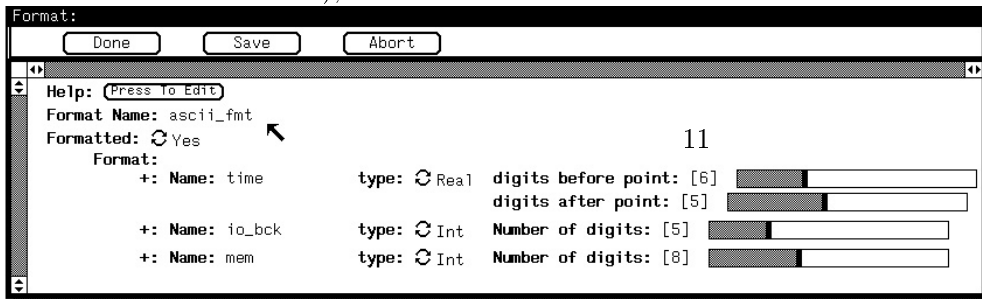 Format:
Done Save Abort
Help: Press To Edit
Format Name: ascii_fmt
Formatted: Yes 11
Format:
+: Name: time type: Real digits before point: [6]
digits after point: [5]
+: Name: io_bck type: Int Number of digits: [5]
+: Name: mem type: Int Number of digits: [8]